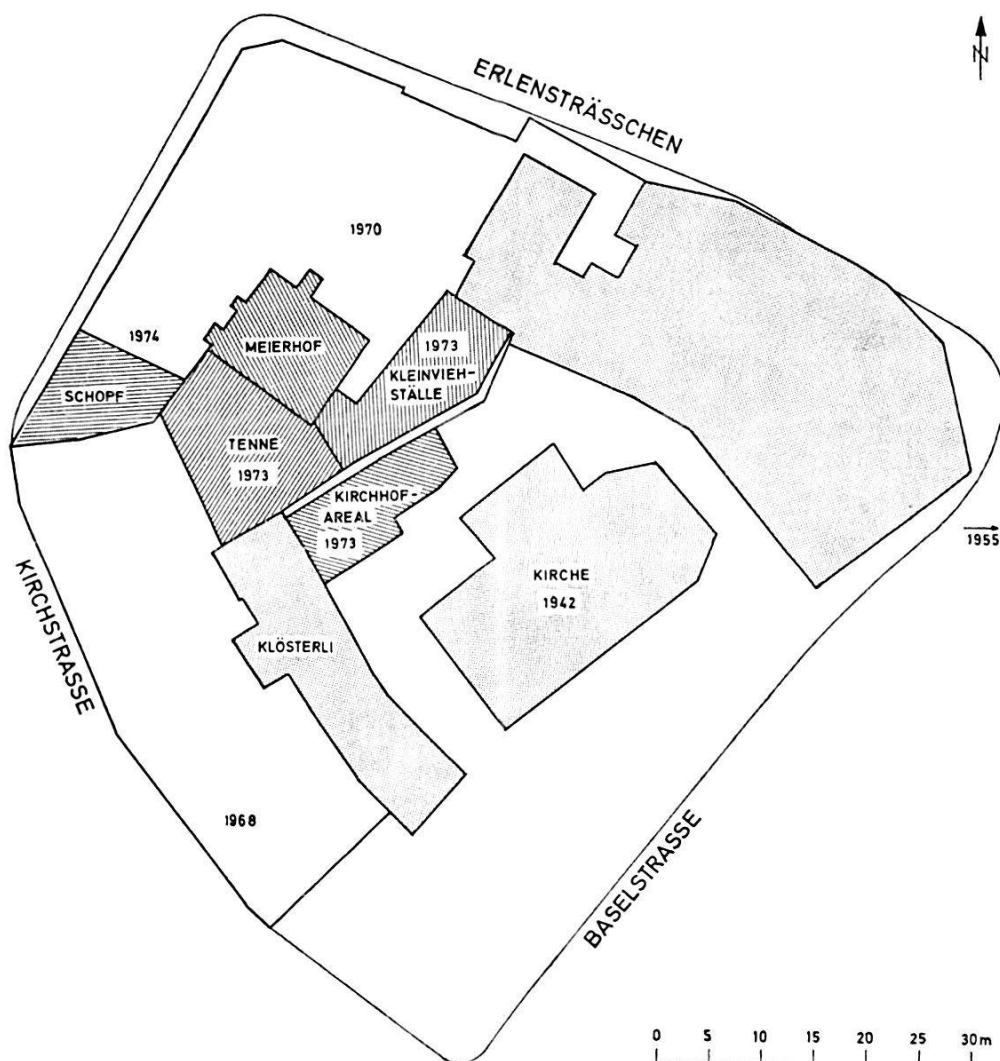 N
ERLENSTRÄSSCHEN
1970
1974
MEIERHOF
1973
KLEINVIEH-
STÄLLE
SCHOPF
TENNE
1973
KIRCHHOF-
AREAL
1973
1955
KIRCHE
1942
KIRCHSTRASSE
KLÖSTERLI
1968
BASELSTRASSE
0 5 10 15 20 25 30m